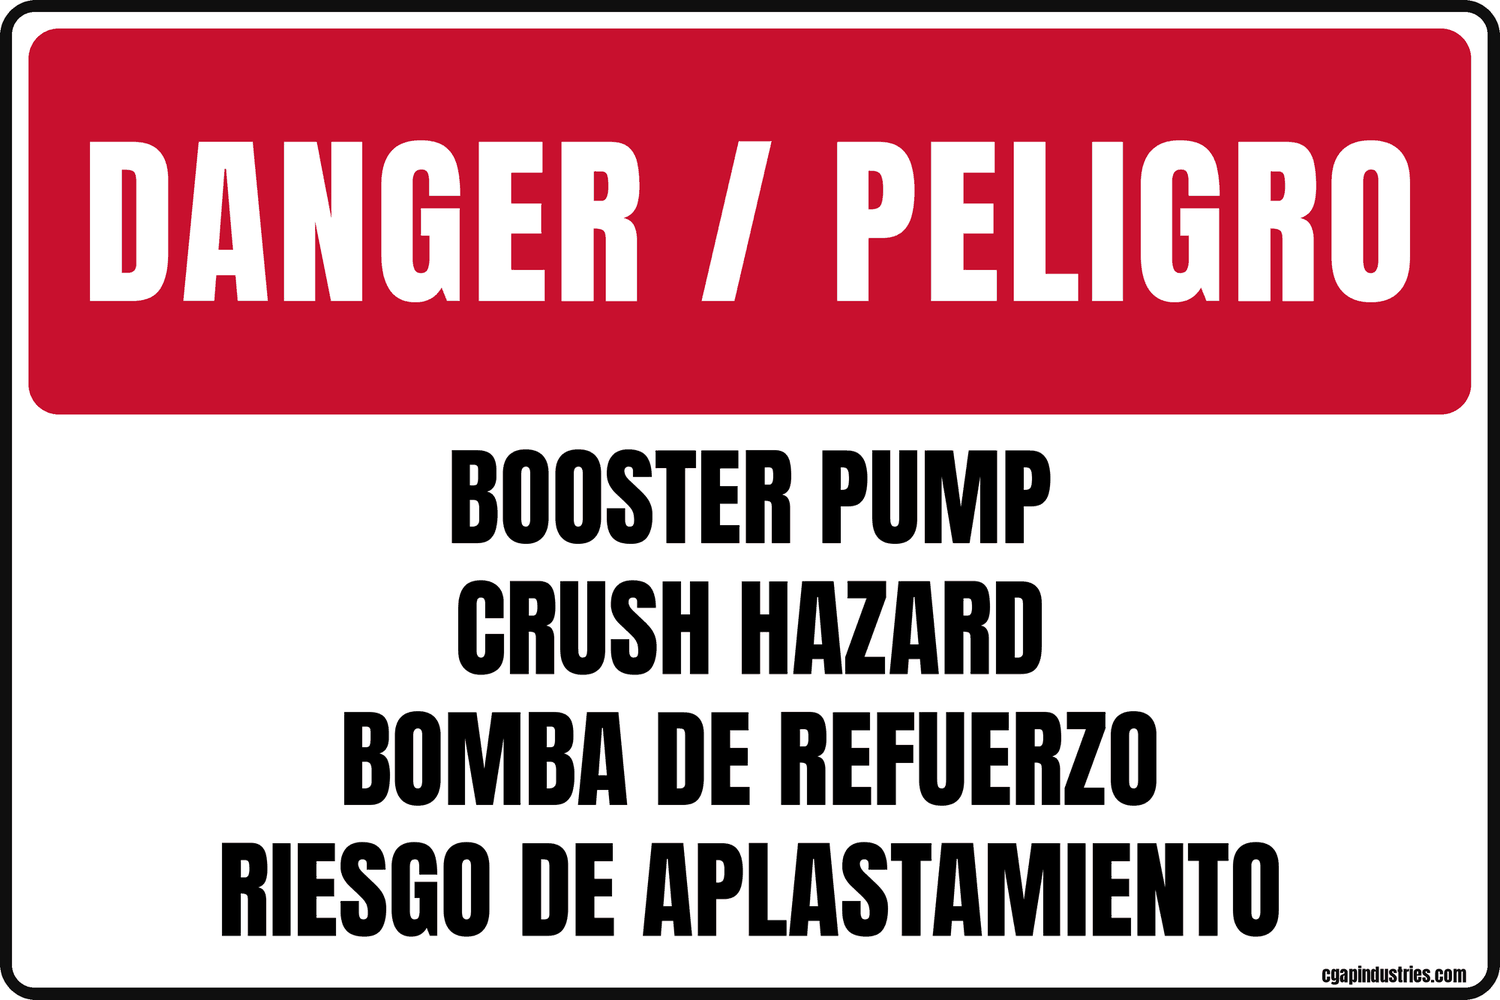 DANGER / PELIGRO
BOOSTER PUMP
CRUSH HAZARD
BOMBA DE REFUERZO
RIESGO DE APLASTAMIENTO
cgapindustries.com